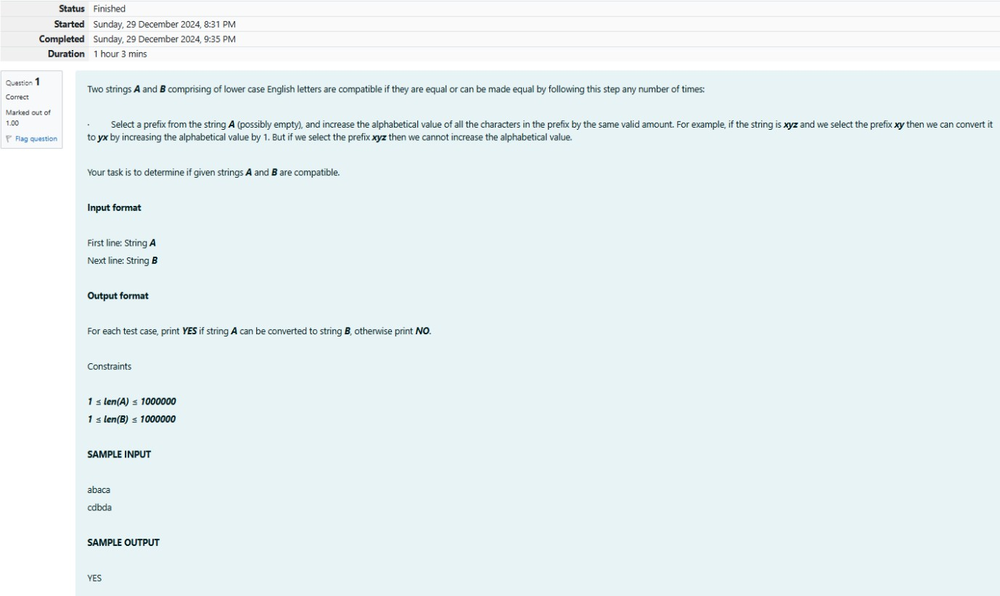 Status Finished
Started Sunday, 29 December 2024, 8:31 PM
Completed Sunday, 29 December 2024, 9:35 PM
Duration 1 hour 3 mins
Question 1
Correct
Marked out of
1.00
Flag question
Two strings A and B comprising of lower case English letters are compatible if they are equal or can be made equal by following this step any number of times:
· Select a prefix from the string A (possibly empty), and increase the alphabetical value of all the characters in the prefix by the same valid amount. For example, if the string is xyz and we select the prefix xy then we can convert it
to yx by increasing the alphabetical value by 1. But if we select the prefix xyz then we cannot increase the alphabetical value.
Your task is to determine if given strings A and B are compatible.
Input format
First line: String A
Next line: String B
Output format
For each test case, print YES if string A can be converted to string B, otherwise print NO.
Constraints
1 ≤ len(A) ≤ 1000000
1 ≤ len(B) ≤ 1000000
SAMPLE INPUT
abaca
cdbda
SAMPLE OUTPUT
YES